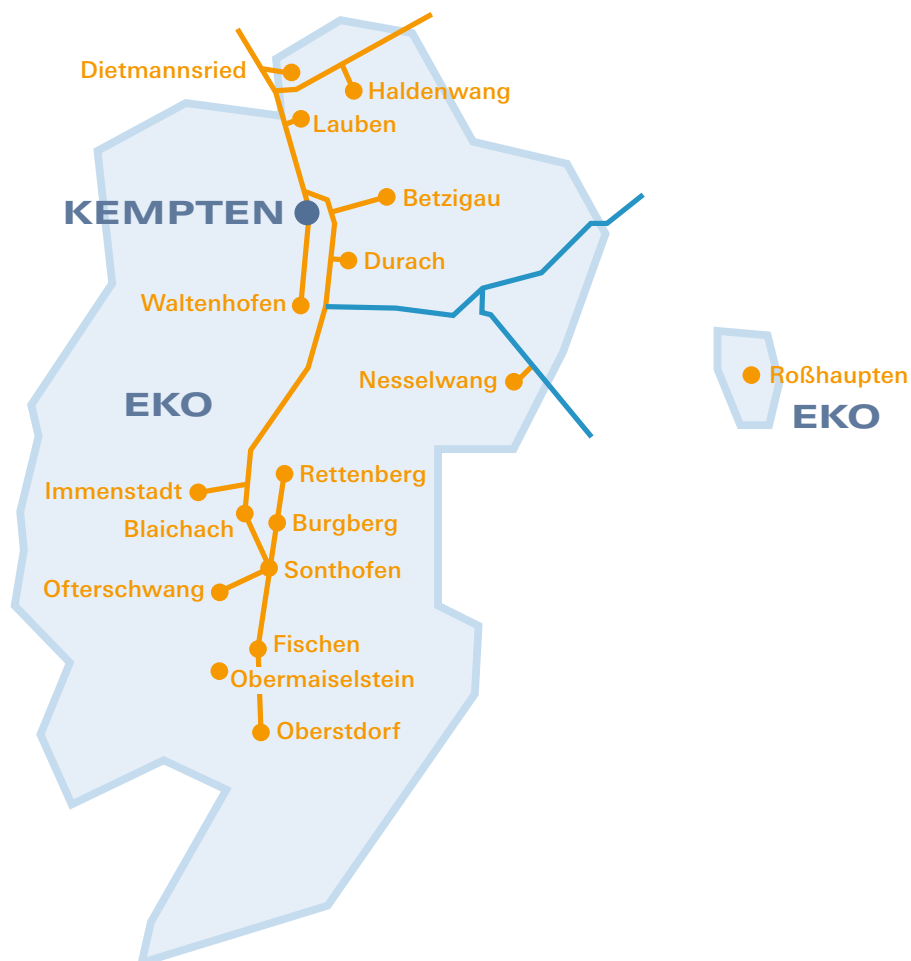 Dietmannsried
Haldenwang
Lauben
Betzigau
KEMPTEN
Durach
Waltenhofen
Nesselwang
Roßhaupten
EKO
EKO
Rettenberg
Immenstadt
Burgberg
Blaichach
Sonthofen
Ofterschwang
Fischen
Obermaiselstein
Oberstdorf